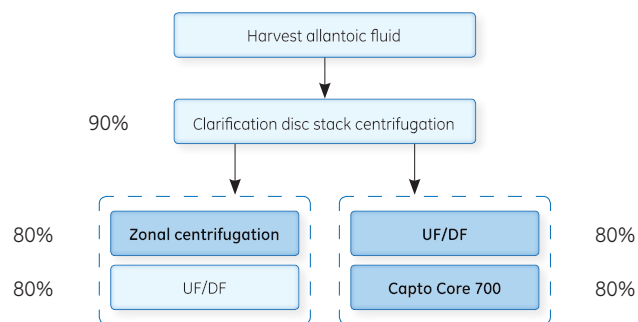 Harvest allantoic fluid
90%
Clarification disc stack centrifugation
80%
Zonal centrifugation
UF/DF
80%
80%
UF/DF
Capto Core 700
80%